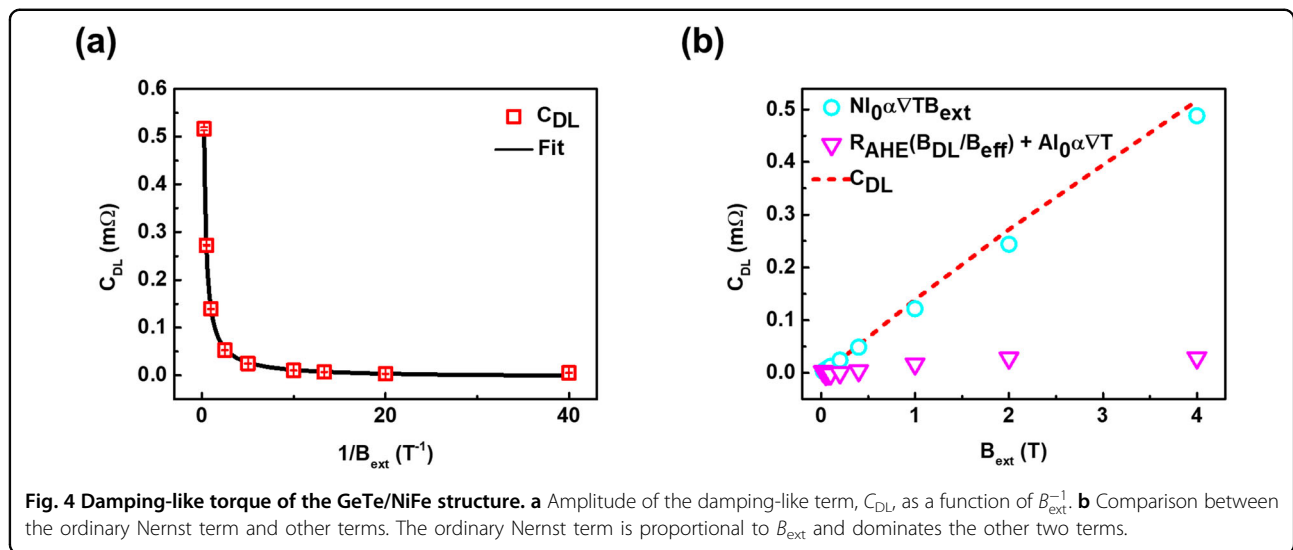 (a)
0.6
0.5
0.4
0.3
0.2
0.1
0.0
C_DL (mΩ)
C_DL
Fit
0
20
40
1/B_ext (T⁻¹)
(b)
0.5
0.4
0.3
0.2
0.1
0.0
C_DL (mΩ)
NI₀α∇TB_ext
R_AHE(B_DL/B_eff) + AI₀α∇T
C_DL
0
1
2
3
4
B_ext (T)
Fig. 4 Damping-like torque of the GeTe/NiFe structure. a Amplitude of the damping-like term, C_DL, as a function of B_ext⁻¹. b Comparison between
the ordinary Nernst term and other terms. The ordinary Nernst term is proportional to B_ext and dominates the other two terms.